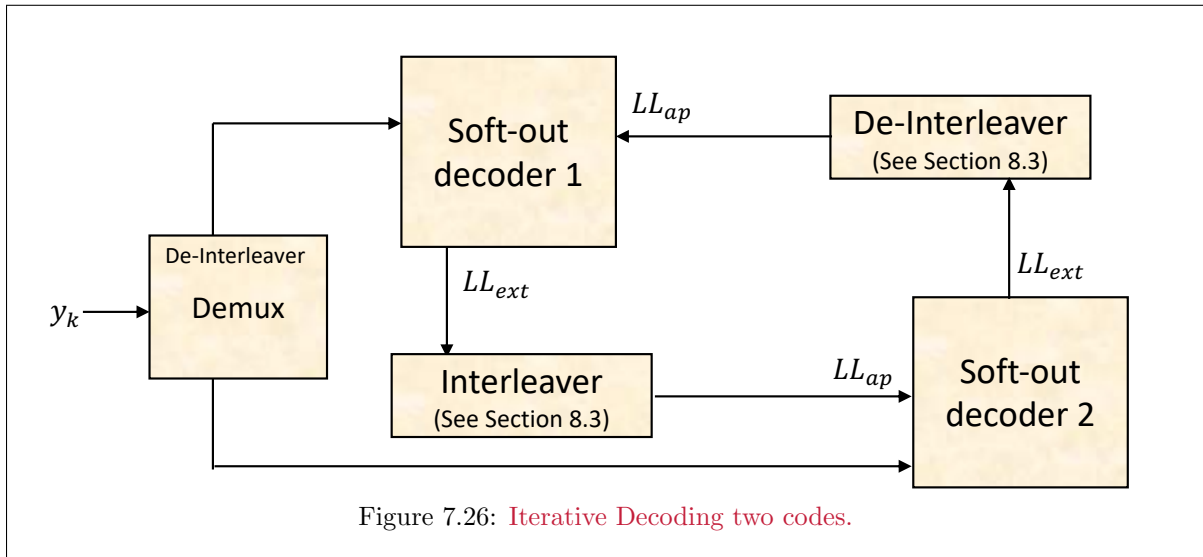 Soft-out
decoder 1
LL_ap
De-Interleaver
(See Section 8.3)
De-Interleaver
Demux
y_k
LL_ext
LL_ext
Interleaver
(See Section 8.3)
LL_ap
Soft-out
decoder 2
Figure 7.26: Iterative Decoding two codes.